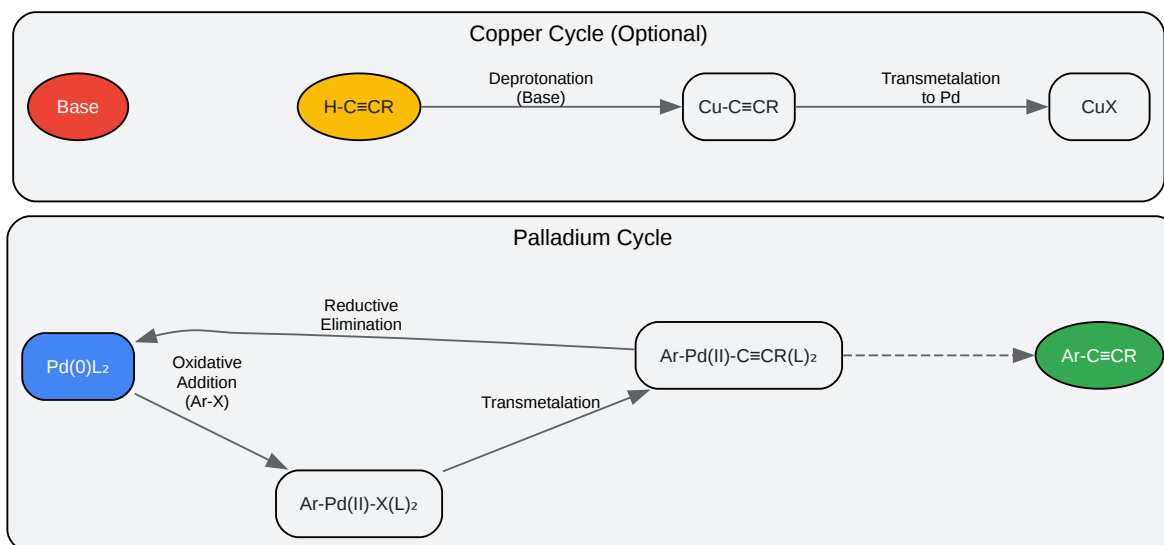 Copper Cycle (Optional)
Base
H-C≡CR
Deprotonation
(Base)
Cu-C≡CR
Transmetalation
to Pd
CuX
Palladium Cycle
Reductive
Elimination
Pd(0)L₂
Oxidative
Addition
(Ar-X)
Transmetalation
Ar-Pd(II)-C≡CR(L)₂
Ar-C≡CR
Ar-Pd(II)-X(L)₂